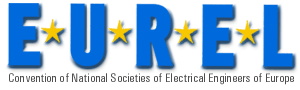 E★U★R★E★L
Convention of National Societies of Electrical Engineers of Europe